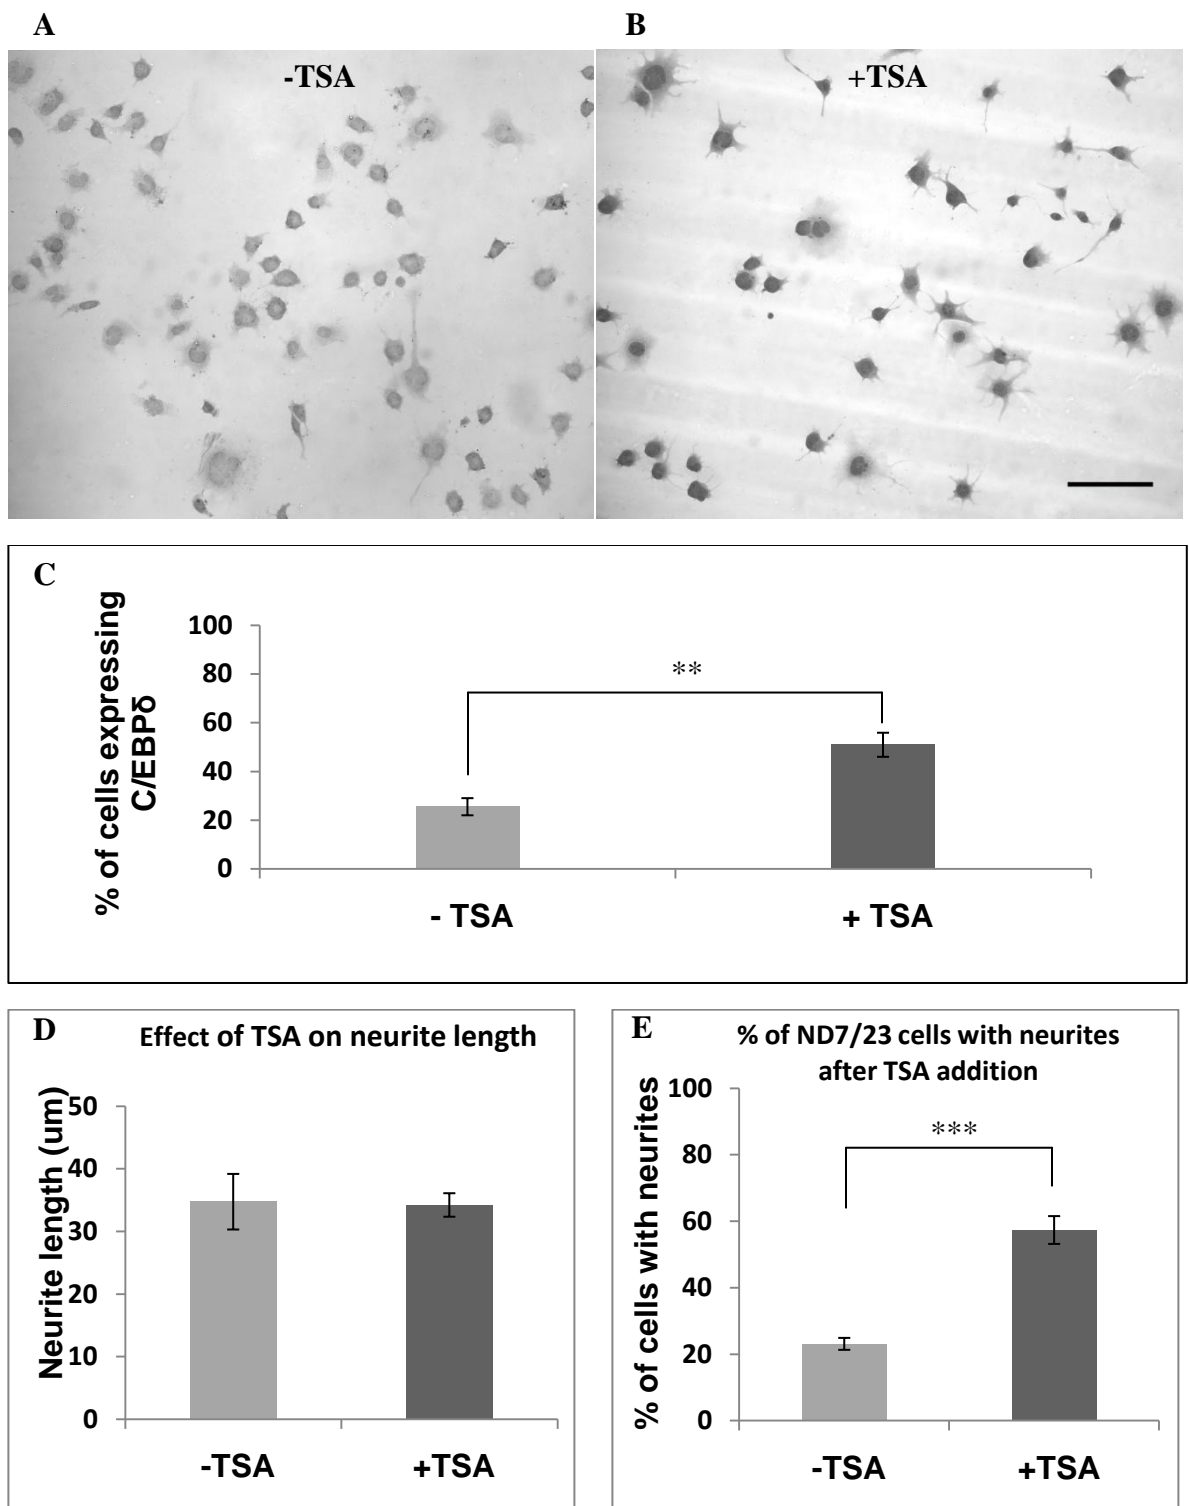 A
B
-TSA
+TSA
C
% of cells expressing
C/EBPδ
100
80
60
40
20
0
**
- TSA
+ TSA
D
Effect of TSA on neurite length
Neurite length (um)
50
40
30
20
10
0
-TSA
+TSA
E
% of ND7/23 cells with neurites
after TSA addition
% of cells with neurites
100
80
60
40
20
0
***
-TSA
+TSA